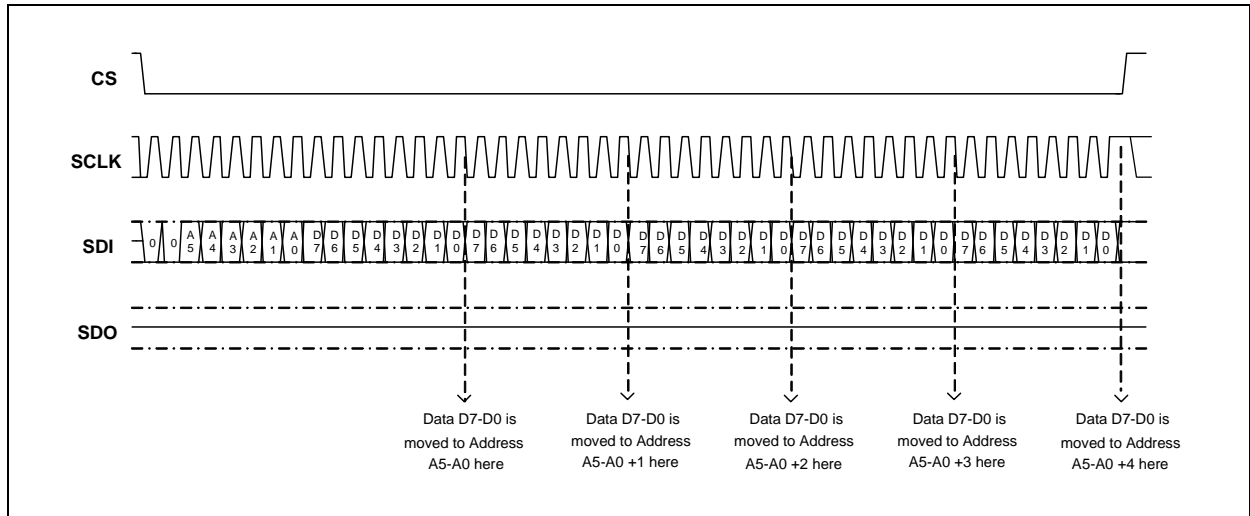 CS
SCLK
SDI
0 0 A5 A4 A3 A2 A1 A0 D7 D6 D5 D4 D3 D2 D1 D0 D7 D6 D5 D4 D3 D2 D1 D0 D7 D6 D5 D4 D3 D2 D1 D0 D7 D6 D5 D4 D3 D2 D1 D0 D7 D6 D5 D4 D3 D2 D1 D0
SDO
Data D7-D0 is
moved to Address
A5-A0 here
Data D7-D0 is
moved to Address
A5-A0 +1 here
Data D7-D0 is
moved to Address
A5-A0 +2 here
Data D7-D0 is
moved to Address
A5-A0 +3 here
Data D7-D0 is
moved to Address
A5-A0 +4 here